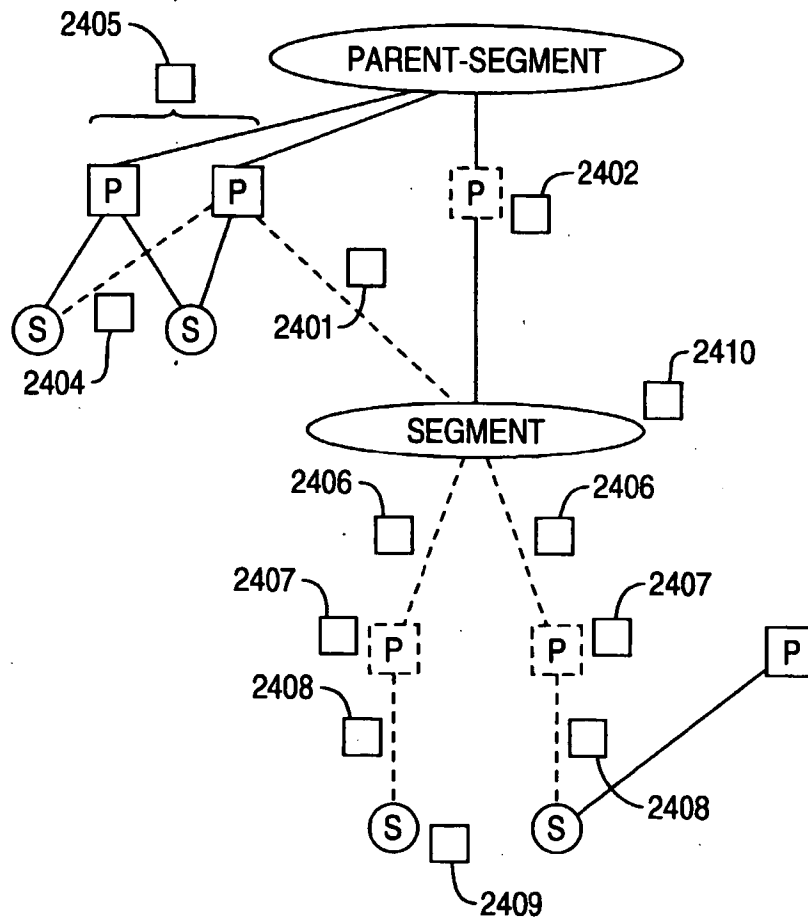 2405
PARENT-SEGMENT
P
P
P
2402
S
S
2404
2401
2410
SEGMENT
2406
2406
2407
2407
P
P
P
2408
S
S
2408
2409